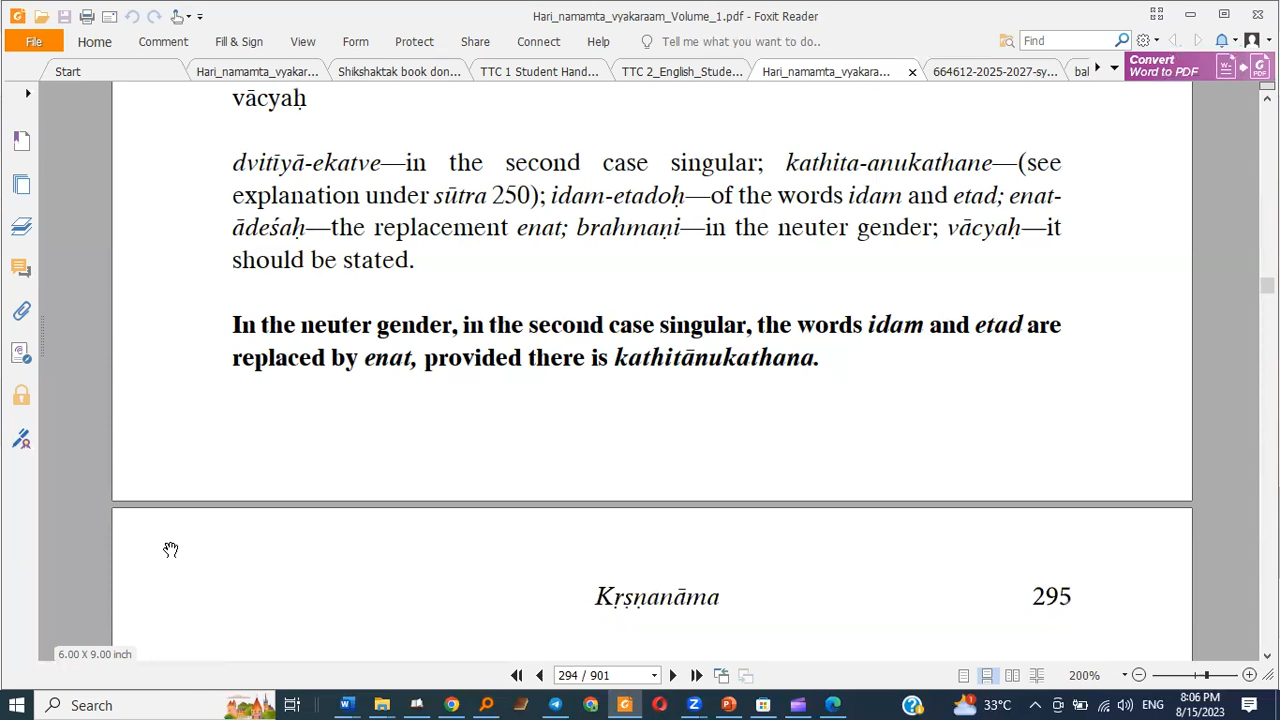 Hari_namamta_vyakaraam_Volume_1.pdf - Foxit Reader
File Home Comment Fill & Sign View Form Protect Share Connect Help Tell me what you want to do.. Find
Start Hari_namamta_vyakar... Shikshaktak book don... TTC 1 Student Hand... TTC 2_English_Stude... Hari_namamta_vyakara... 664612-2025-2027-sy... bal
Convert
Word to PDF
vācyaḥ
dvitīyā-ekatve—in the second case singular; kathita-anukathane—(see
explanation under sūtra 250); idam-etadoḥ—of the words idam and etad; enat-
ādeśaḥ—the replacement enat; brahmaṇi—in the neuter gender; vācyaḥ—it
should be stated.
In the neuter gender, in the second case singular, the words idam and etad are
replaced by enat, provided there is kathitānukathana.
Kṛṣṇanāma 295
6.00 X 9.00 inch
294 / 901 200%
Search 33°C ENG 8:06 PM
8/15/2023